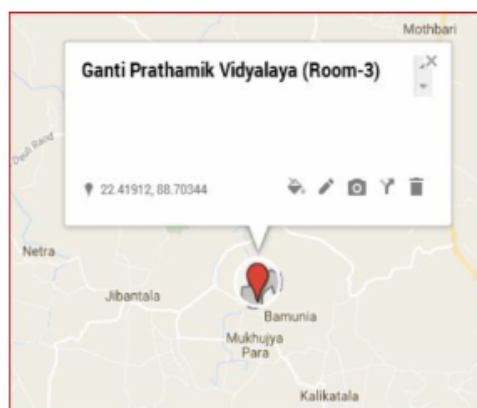 Mothbari
Ganti Prathamik Vidyalaya (Room-3)
22.41912, 88.70344
Netra
Jibantala
Bamunia
Mukhujya
Para
Kalikatala